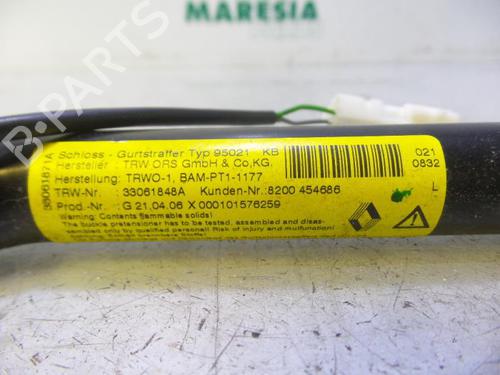 MARESIA
33061871A
Schloss - Gurtstraffer Typ 95021 KB
Hersteller : TRW ORS GmbH & Co,KG.
Herstellung: TRWO-1, BAM-PT1-1177
TRW-Nr. : 33061848A Kunden-Nr.:8200 454686
Prod.-Nr.: G 21.04.06 X 000101576259
Warning: Contents flammable solids!
The buckle pretensioner has to be tested, assembled and disas-
sembled only by qualified personnel! Risk of injury and malfunction!
021
0832
L